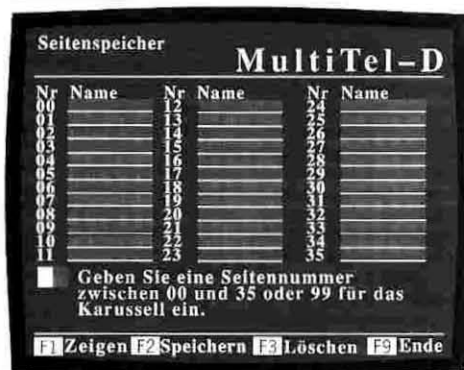 Seitenspeicher
MultiTel-D
Nr Name Nr Name Nr Name
00 12 24
01 13 25
02 14 26
03 15 27
04 16 28
05 17 29
06 18 30
07 19 31
08 20 32
09 21 33
10 22 34
11 23 35
Geben Sie eine Seitennummer
zwischen 00 und 35 oder 99 für das
Karussell ein.
F1 Zeigen F2 Speichern F3 Löschen F9 Ende